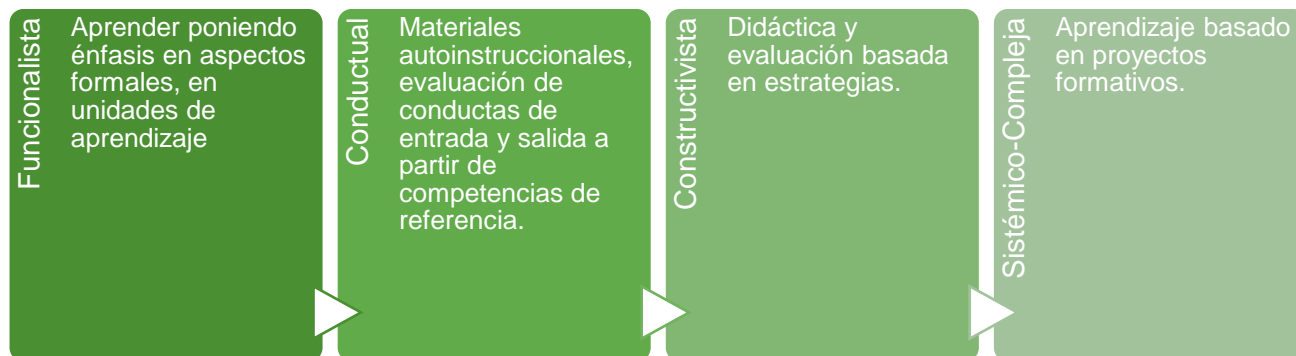 Funcionalista
Aprender poniendo
énfasis en aspectos
formales, en
unidades de
aprendizaje
Conductual
Materiales
autoinstruccionales,
evaluación de
conductas de
entrada y salida a
partir de
competencias de
referencia.
Constructivista
Didáctica y
evaluación basada
en estrategias.
Sistémico-Compleja
Aprendizaje basado
en proyectos
formativos.